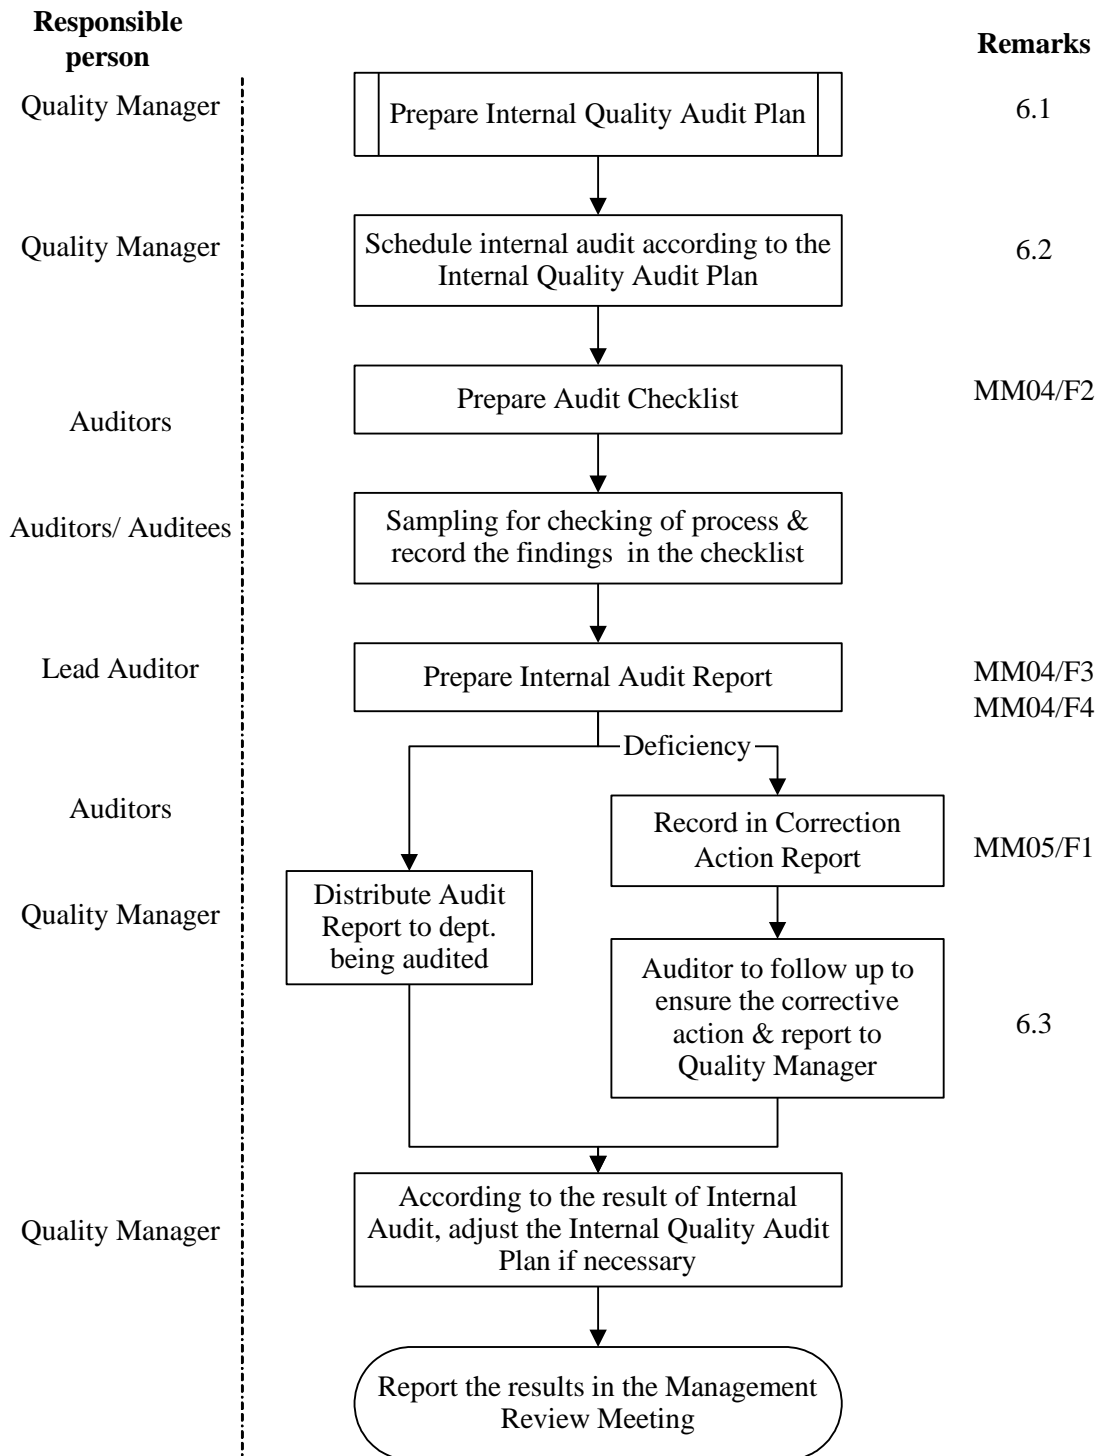 Responsible
person
Remarks
Quality Manager
Prepare Internal Quality Audit Plan
6.1
Quality Manager
Schedule internal audit according to the
Internal Quality Audit Plan
6.2
Auditors
Prepare Audit Checklist
MM04/F2
Auditors/ Auditees
Sampling for checking of process &
record the findings in the checklist
Lead Auditor
Prepare Internal Audit Report
MM04/F3
MM04/F4
Deficiency
Auditors
Record in Correction
Action Report
MM05/F1
Quality Manager
Distribute Audit
Report to dept.
being audited
Auditor to follow up to
ensure the corrective
action & report to
Quality Manager
6.3
Quality Manager
According to the result of Internal
Audit, adjust the Internal Quality Audit
Plan if necessary
Report the results in the Management
Review Meeting